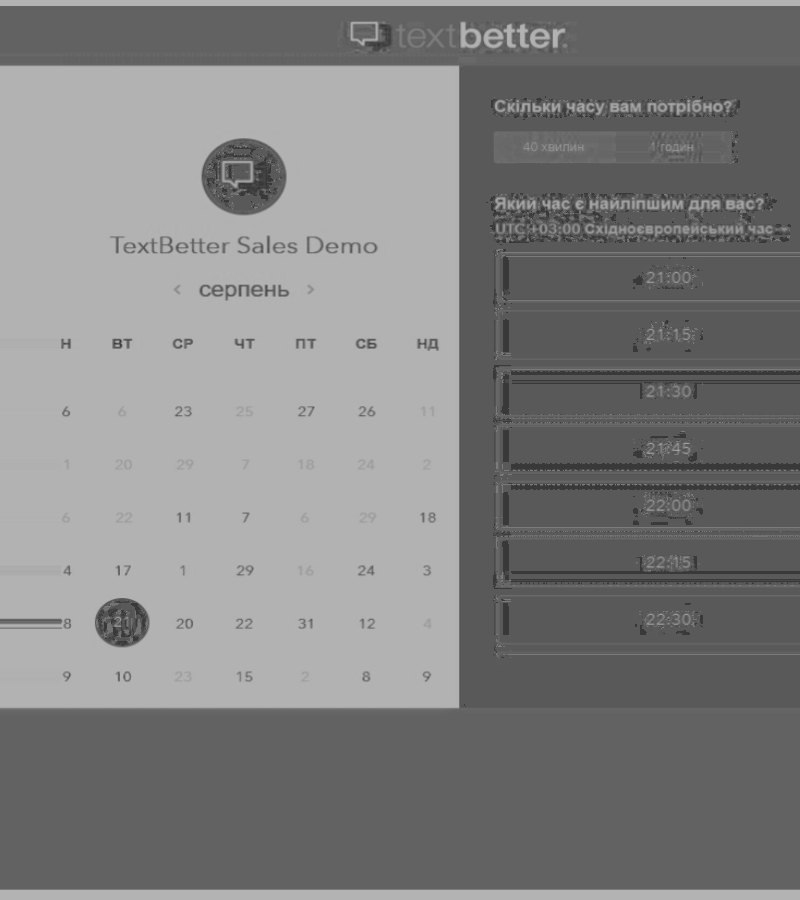 textbetter.
TextBetter Sales Demo
‹ серпень ›
Н ВТ СР ЧТ ПТ СБ НД
6 6 23 25 27 26 11
1 20 29 7 18 24 2
6 22 11 7 6 29 18
4 17 1 29 16 24 3
8 21 20 22 31 12 4
9 10 23 15 2 8 9
Скільки часу вам потрібно?
40 хвилин 1 годин
Який час є найліпшим для вас?
UTC +03:00 Східноєвропейський час
21:00
21:15
21:30
21:45
22:00
22:15
22:30